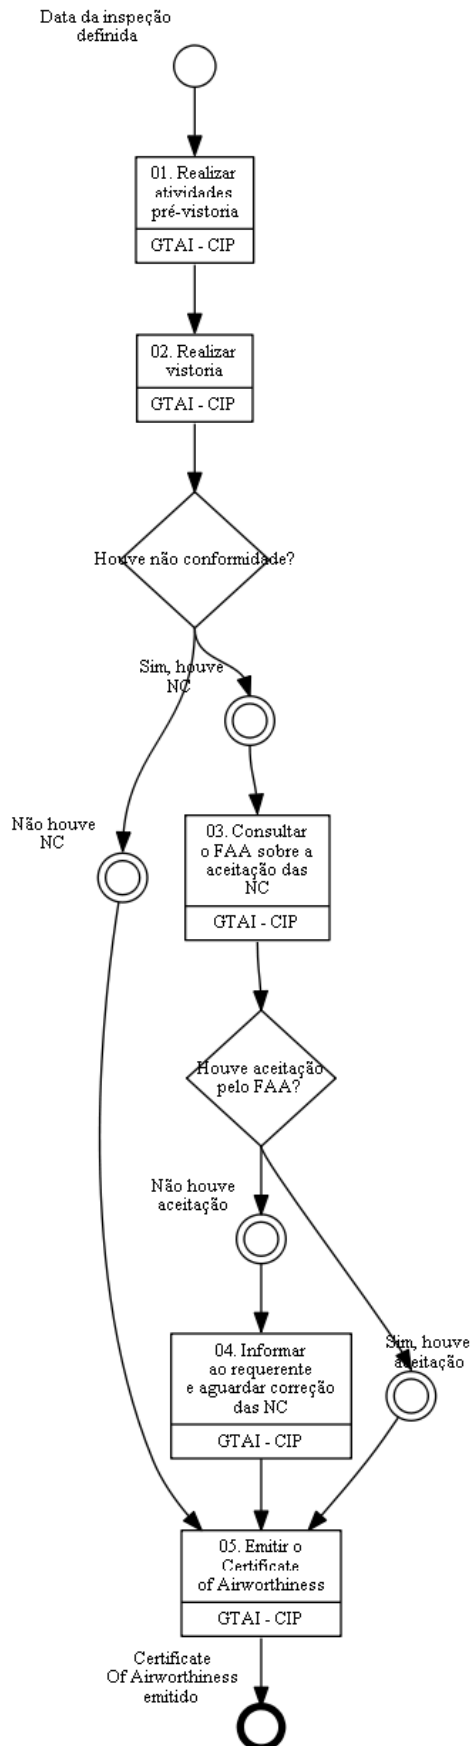 Data da inspeção
definida
01. Realizar
atividades
pré-vistoria
GTAI - CIP
02. Realizar
vistoria
GTAI - CIP
Houve não conformidade?
Sim, houve
NC
Não houve
NC
03. Consultar
o FAA sobre a
aceitação das
NC
GTAI - CIP
Houve aceitação
pelo FAA?
Não houve
aceitação
Sim, houve
aceitação
04. Informar
ao requerente
e aguardar correção
das NC
GTAI - CIP
05. Emitir o
Certificate
of Airworthiness
GTAI - CIP
Certificate
Of Airworthiness
emitido